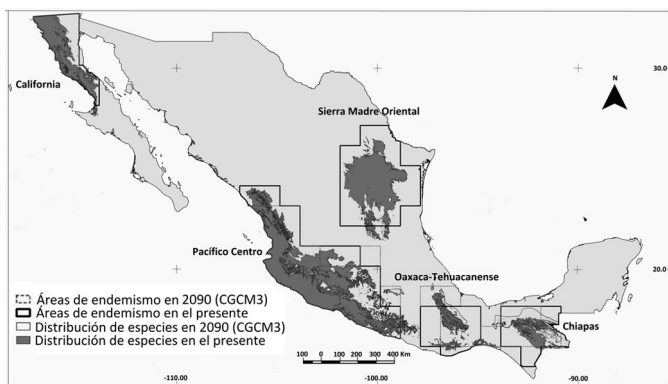 30.0
California
Sierra Madre Oriental
N
Pacífico Centro
20.0
Oaxaca-Tehuacanense
Chiapas
Áreas de endemismo en 2090 (CGCM3)
Áreas de endemismo en el presente
Distribución de especies en 2090 (CGCM3)
Distribución de especies en el presente
100 0 100 200 300 400 Km
-110.00 -100.00 -90.00